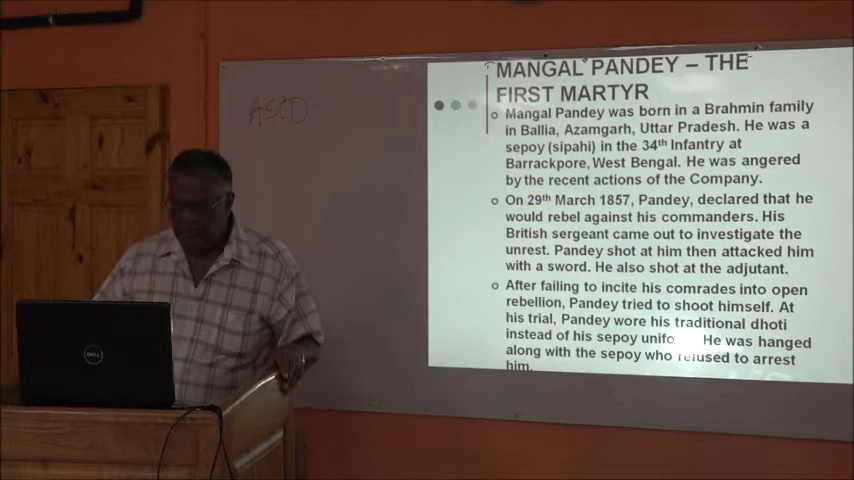 ASCD
MANGAL PANDEY – THE
FIRST MARTYR
Mangal Pandey was born in a Brahmin family
in Ballia, Azamgarh, Uttar Pradesh. He was a
sepoy (sipahi) in the 34th Infantry at
Barrackpore, West Bengal. He was angered
by the recent actions of the Company.
On 29th March 1857, Pandey, declared that he
would rebel against his commanders. His
British sergeant came out to investigate the
unrest. Pandey shot at him then attacked him
with a sword. He also shot at the adjutant.
After failing to incite his comrades into open
rebellion, Pandey tried to shoot himself. At
his trial, Pandey wore his traditional dhoti
instead of his sepoy unifo He was hanged
along with the sepoy who refused to arrest
him.
DELL